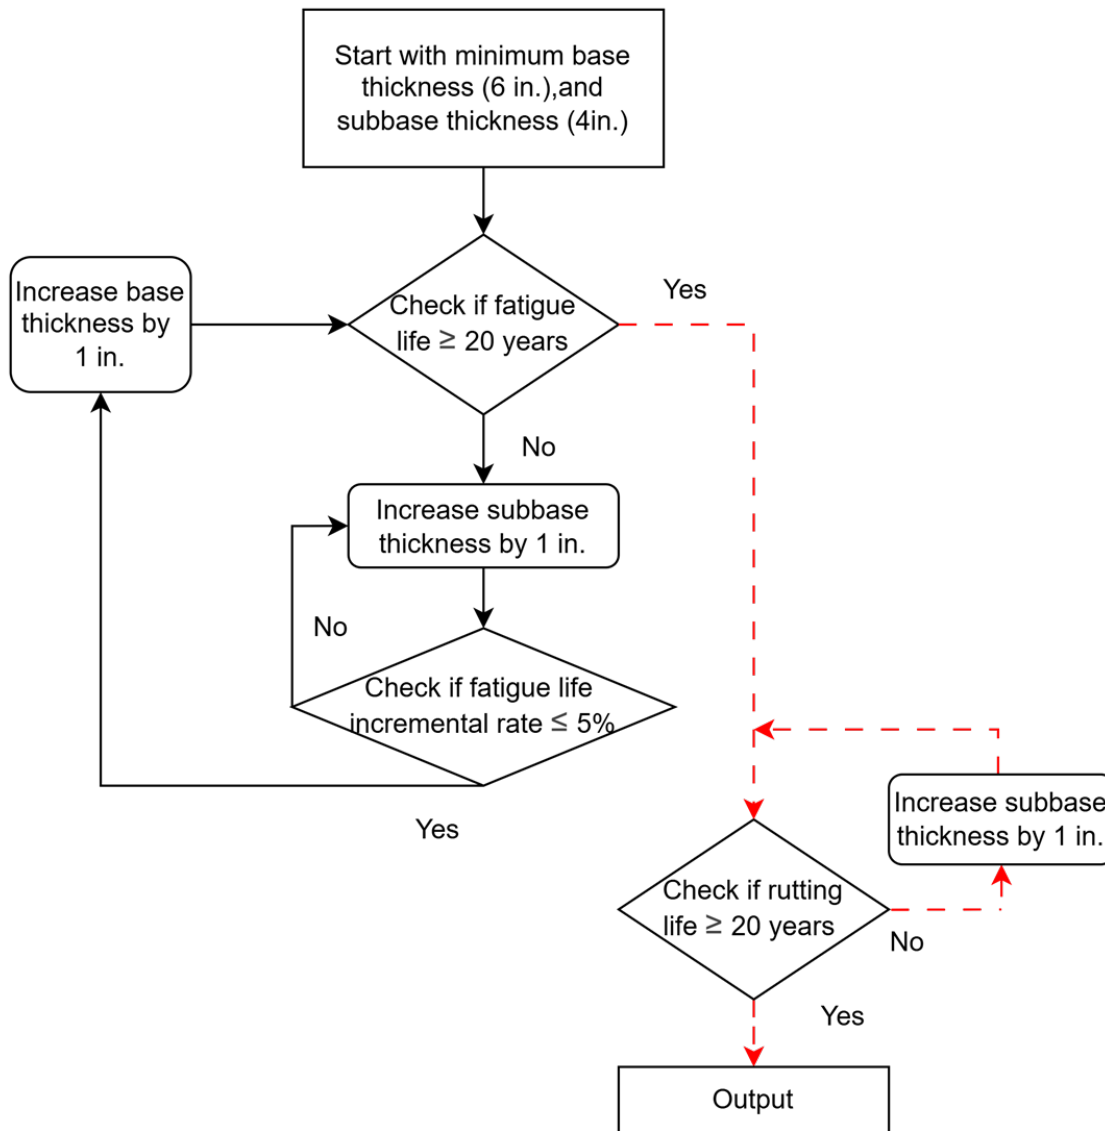 Start with minimum base
thickness (6 in.),and
subbase thickness (4in.)
Increase base
thickness by
1 in.
Check if fatigue
life ≥ 20 years
Yes
No
Increase subbase
thickness by 1 in.
No
Check if fatigue life
incremental rate ≤ 5%
Yes
Increase subbase
thickness by 1 in.
Check if rutting
life ≥ 20 years
No
Yes
Output